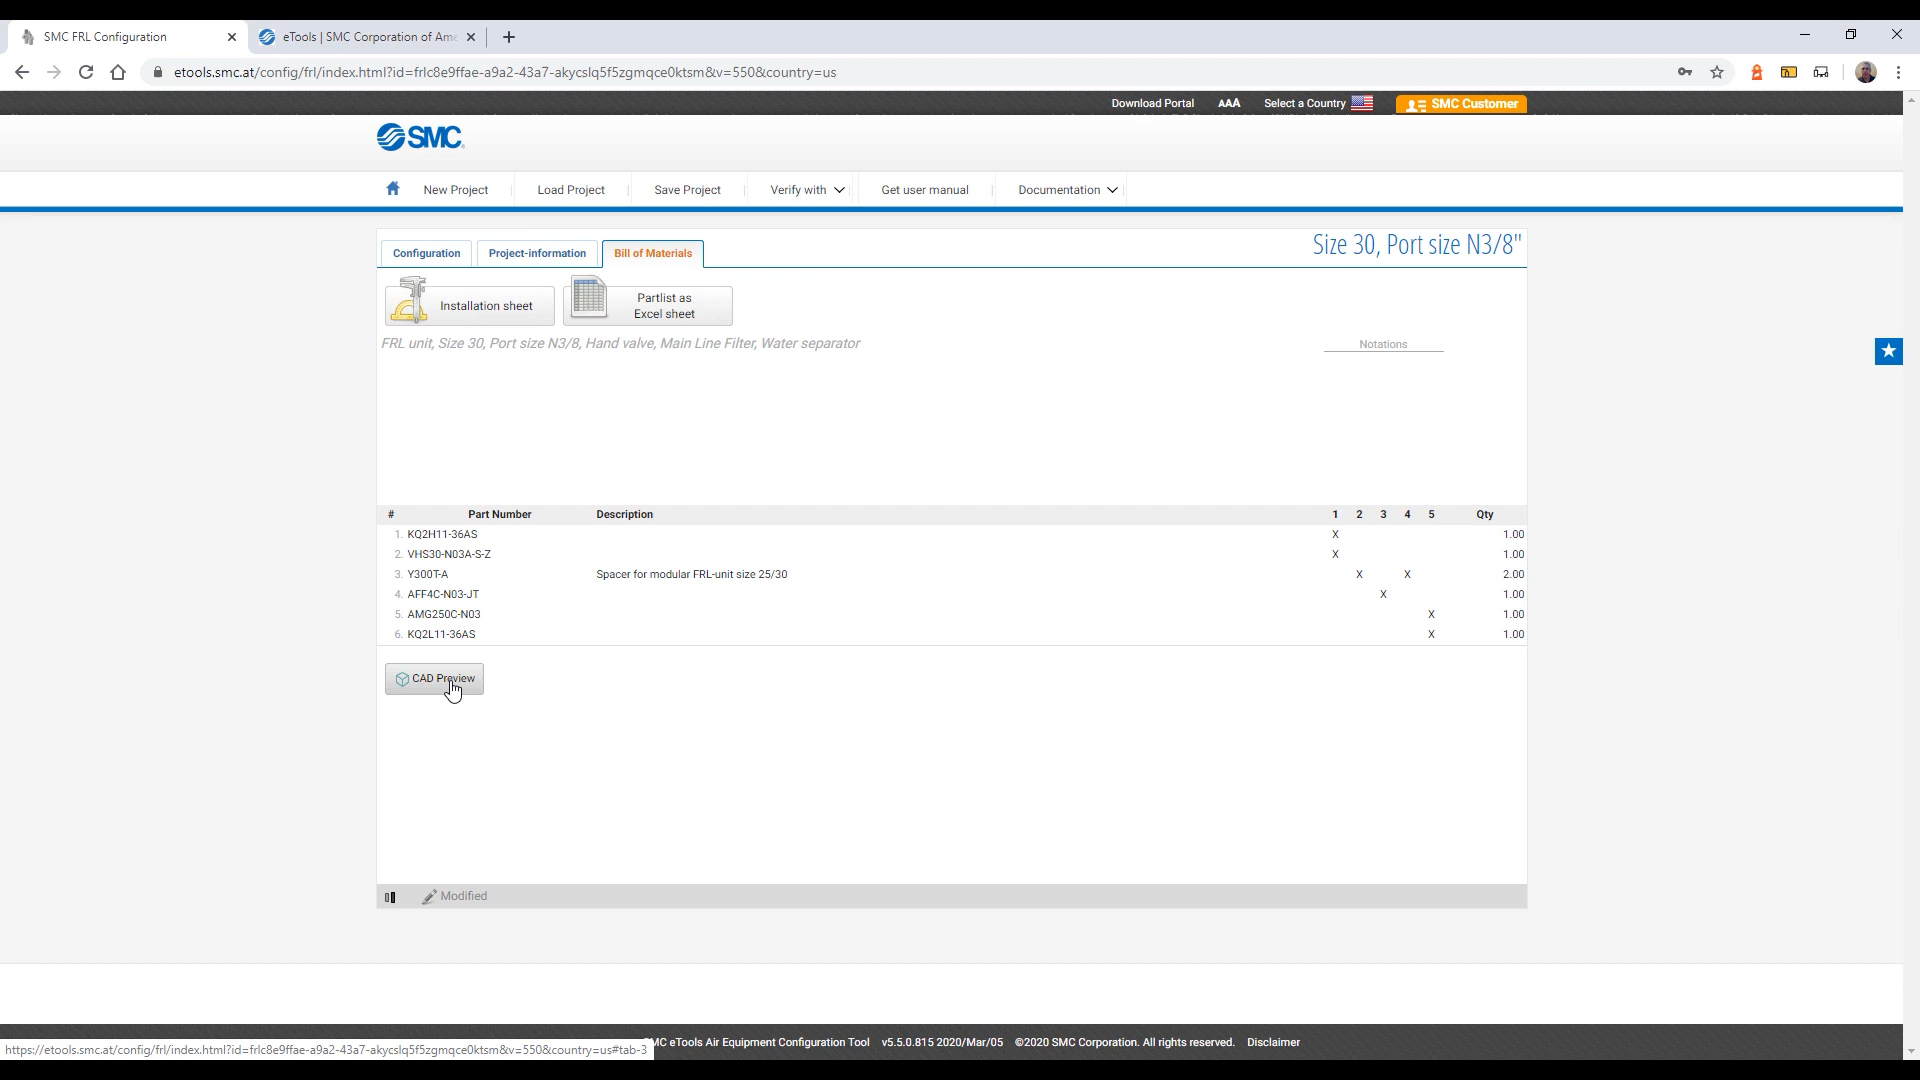 SMC FRL Configuration
eTools | SMC Corporation of Ame
etools.smc.at/config/frl/index.html?id=frlc8e9ffae-a9a2-43a7-akycslq5f5zgmqce0ktsm&v=550&country=us
Download Portal AAA Select a Country SMC Customer
SMC
New Project Load Project Save Project Verify with Get user manual Documentation
Configuration Project-information Bill of Materials Size 30, Port size N3/8"
Installation sheet
Partlist as
Excel sheet
FRL unit, Size 30, Port size N3/8, Hand valve, Main Line Filter, Water separator Notations
# Part Number Description 1 2 3 4 5 Qty
1. KQ2H11-36AS X 1.00
2. VHS30-N03A-S-Z X 1.00
3. Y300T-A Spacer for modular FRL-unit size 25/30 X X 2.00
4. AFF4C-N03-JT X 1.00
5. AMG250C-N03 X 1.00
6. KQ2L11-36AS X 1.00
CAD Preview
Modified
https://etools.smc.at/config/frl/index.html?id=frlc8e9ffae-a9a2-43a7-akycslq5f5zgmqce0ktsm&v=550&country=us#tab-3
MC eTools Air Equipment Configuration Tool v5.5.0.815 2020/Mar/05 ©2020 SMC Corporation. All rights reserved. Disclaimer